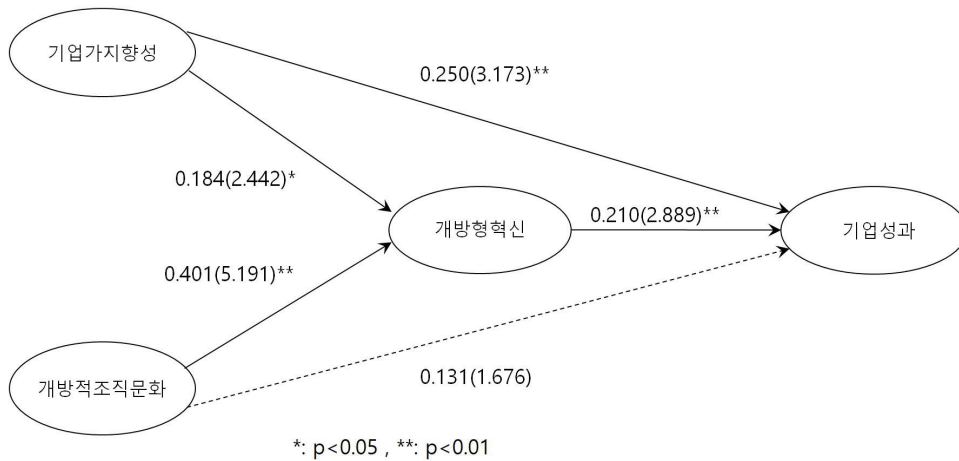 기업가지향성
0.250(3.173)**
0.184(2.442)*
개방형혁신
0.210(2.889)**
기업성과
0.401(5.191)**
개방적조직문화
0.131(1.676)
*: p<0.05 , **: p<0.01